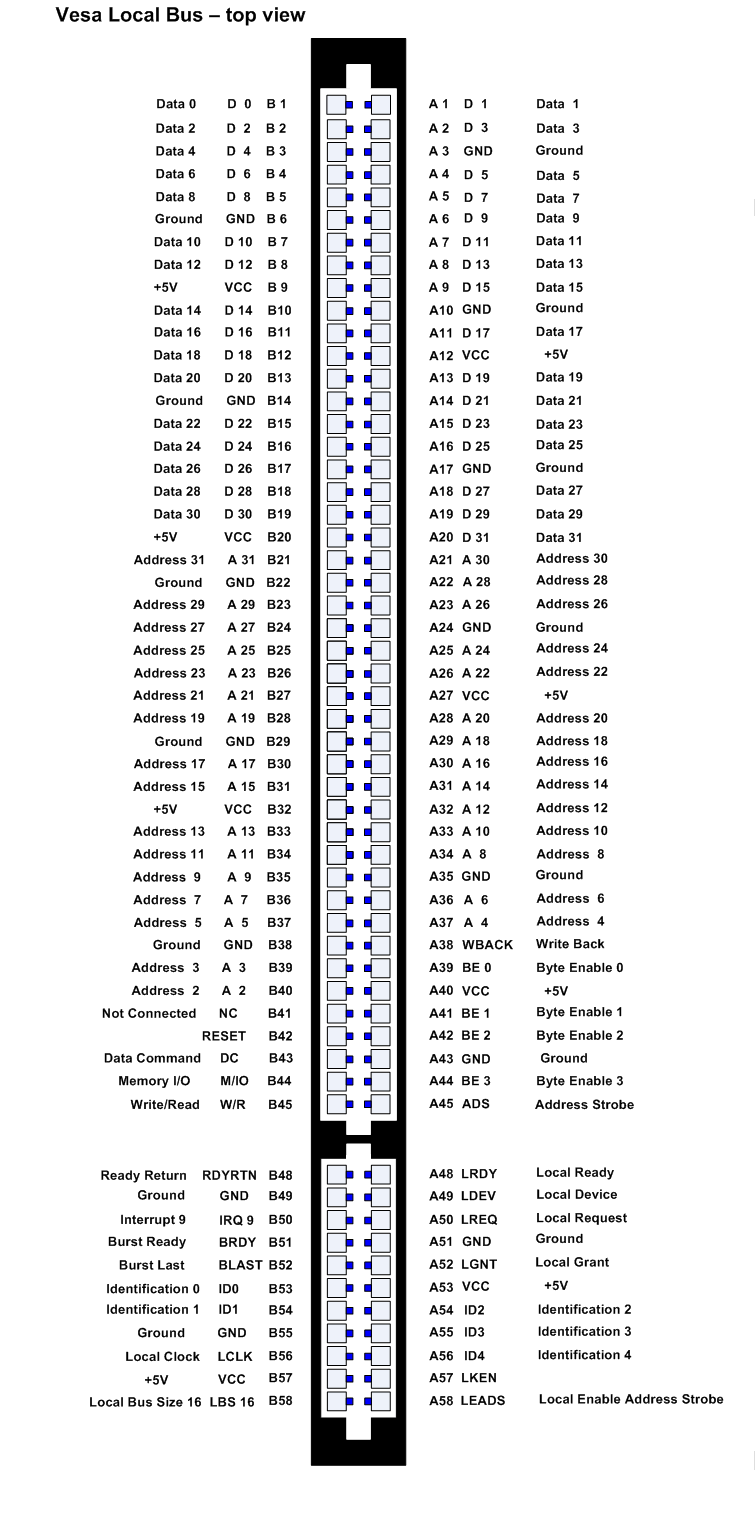 Vesa Local Bus – top view
Data 0 D 0 B 1 A 1 D 1 Data 1
Data 2 D 2 B 2 A 2 D 3 Data 3
Data 4 D 4 B 3 A 3 GND Ground
Data 6 D 6 B 4 A 4 D 5 Data 5
Data 8 D 8 B 5 A 5 D 7 Data 7
Ground GND B 6 A 6 D 9 Data 9
Data 10 D 10 B 7 A 7 D 11 Data 11
Data 12 D 12 B 8 A 8 D 13 Data 13
+5V VCC B 9 A 9 D 15 Data 15
Data 14 D 14 B10 A10 GND Ground
Data 16 D 16 B11 A11 D 17 Data 17
Data 18 D 18 B12 A12 VCC +5V
Data 20 D 20 B13 A13 D 19 Data 19
Ground GND B14 A14 D 21 Data 21
Data 22 D 22 B15 A15 D 23 Data 23
Data 24 D 24 B16 A16 D 25 Data 25
Data 26 D 26 B17 A17 GND Ground
Data 28 D 28 B18 A18 D 27 Data 27
Data 30 D 30 B19 A19 D 29 Data 29
+5V VCC B20 A20 D 31 Data 31
Address 31 A 31 B21 A21 A 30 Address 30
Ground GND B22 A22 A 28 Address 28
Address 29 A 29 B23 A23 A 26 Address 26
Address 27 A 27 B24 A24 GND Ground
Address 25 A 25 B25 A25 A 24 Address 24
Address 23 A 23 B26 A26 A 22 Address 22
Address 21 A 21 B27 A27 VCC +5V
Address 19 A 19 B28 A28 A 20 Address 20
Ground GND B29 A29 A 18 Address 18
Address 17 A 17 B30 A30 A 16 Address 16
Address 15 A 15 B31 A31 A 14 Address 14
+5V VCC B32 A32 A 12 Address 12
Address 13 A 13 B33 A33 A 10 Address 10
Address 11 A 11 B34 A34 A 8 Address 8
Address 9 A 9 B35 A35 GND Ground
Address 7 A 7 B36 A36 A 6 Address 6
Address 5 A 5 B37 A37 A 4 Address 4
Ground GND B38 A38 WBACK Write Back
Address 3 A 3 B39 A39 BE 0 Byte Enable 0
Address 2 A 2 B40 A40 VCC +5V
Not Connected NC B41 A41 BE 1 Byte Enable 1
RESET B42 A42 BE 2 Byte Enable 2
Data Command DC B43 A43 GND Ground
Memory I/O M/IO B44 A44 BE 3 Byte Enable 3
Write/Read W/R B45 A45 ADS Address Strobe
Ready Return RDYRTN B48 A48 LRDY Local Ready
Ground GND B49 A49 LDEV Local Device
Interrupt 9 IRQ 9 B50 A50 LREQ Local Request
Burst Ready BRDY B51 A51 GND Ground
Burst Last BLAST B52 A52 LGNT Local Grant
Identification 0 ID0 B53 A53 VCC +5V
Identification 1 ID1 B54 A54 ID2 Identification 2
Ground GND B55 A55 ID3 Identification 3
Local Clock LCLK B56 A56 ID4 Identification 4
+5V VCC B57 A57 LKEN
Local Bus Size 16 LBS 16 B58 A58 LEADS Local Enable Address Strobe